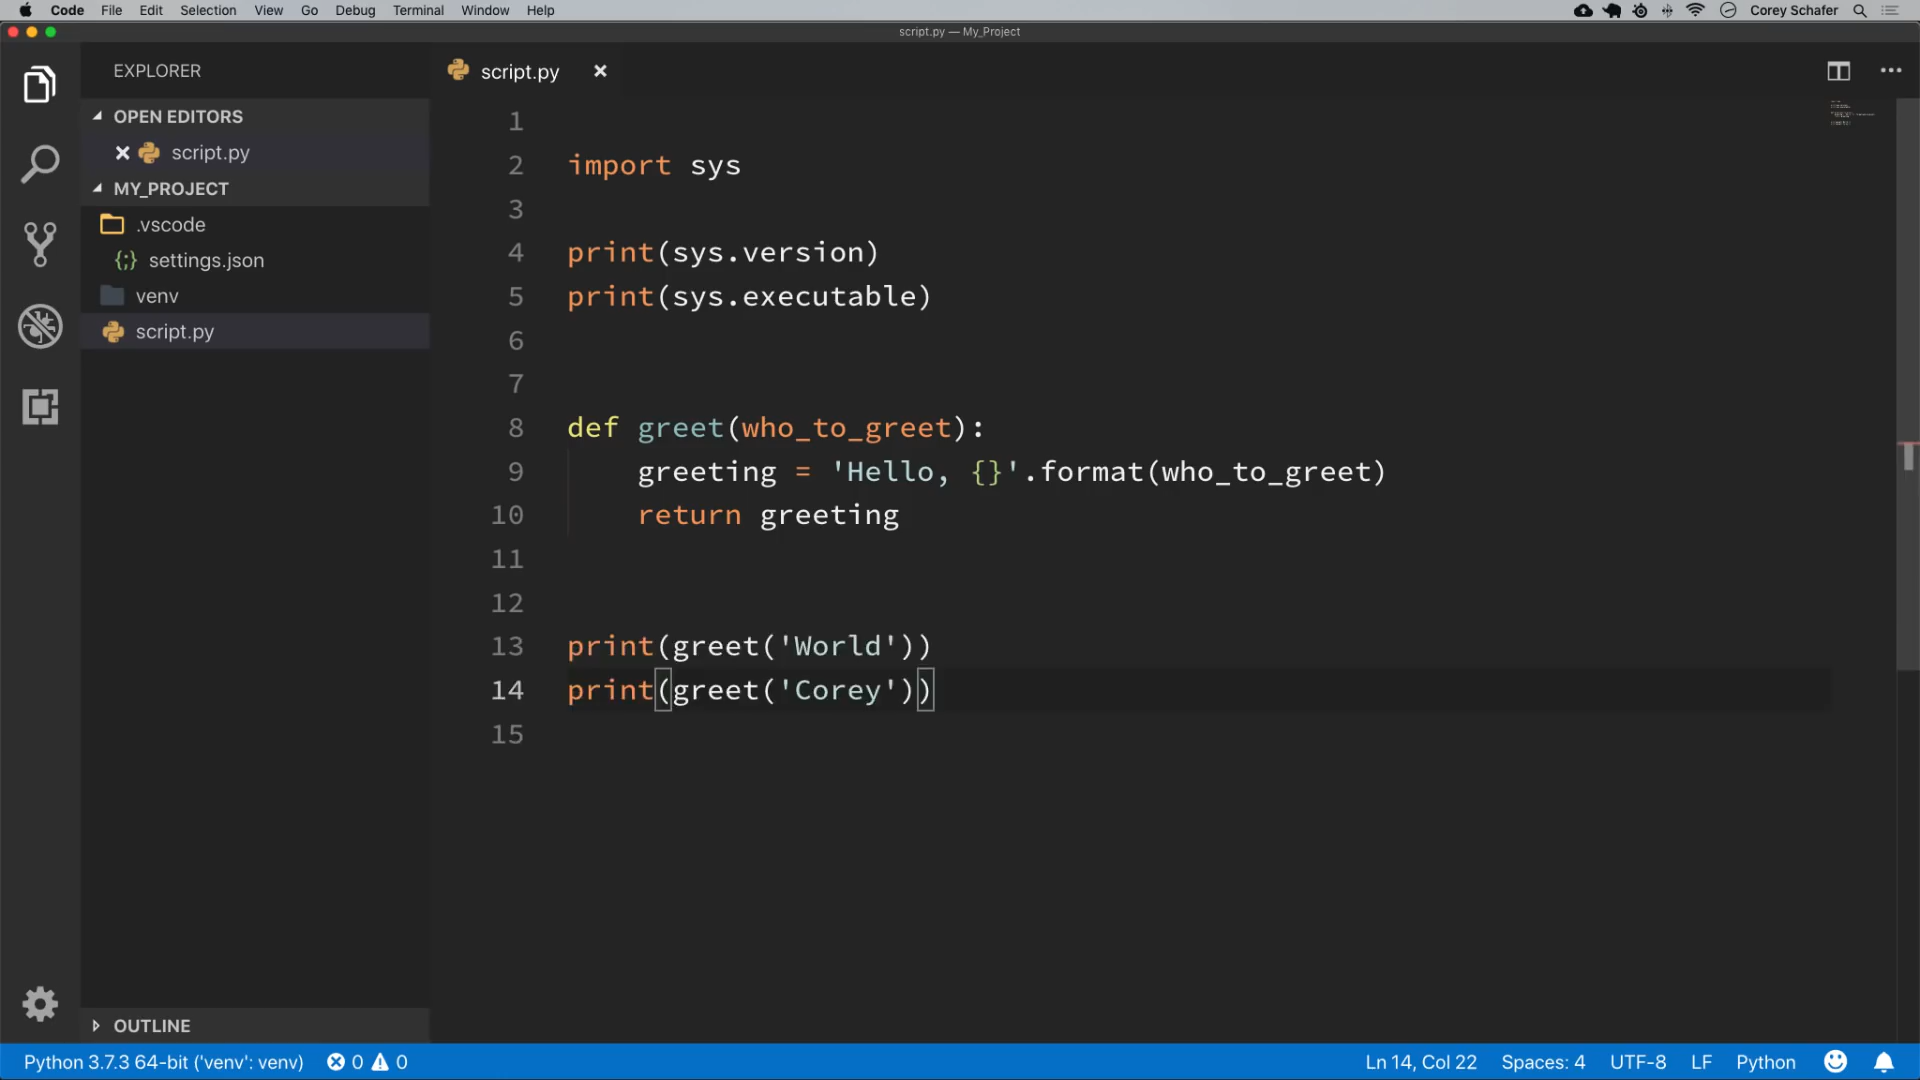 Code File Edit Selection View Go Debug Terminal Window Help Corey Schafer
script.py — My_Project
EXPLORER
OPEN EDITORS
script.py
MY_PROJECT
.vscode
{;} settings.json
venv
script.py
OUTLINE
script.py
1
2 import sys
3
4 print(sys.version)
5 print(sys.executable)
6
7
8 def greet(who_to_greet):
9 greeting = 'Hello, {}'.format(who_to_greet)
10 return greeting
11
12
13 print(greet('World'))
14 print(greet('Corey'))
15
Python 3.7.3 64-bit ('venv': venv) 0 0 Ln 14, Col 22 Spaces: 4 UTF-8 LF Python